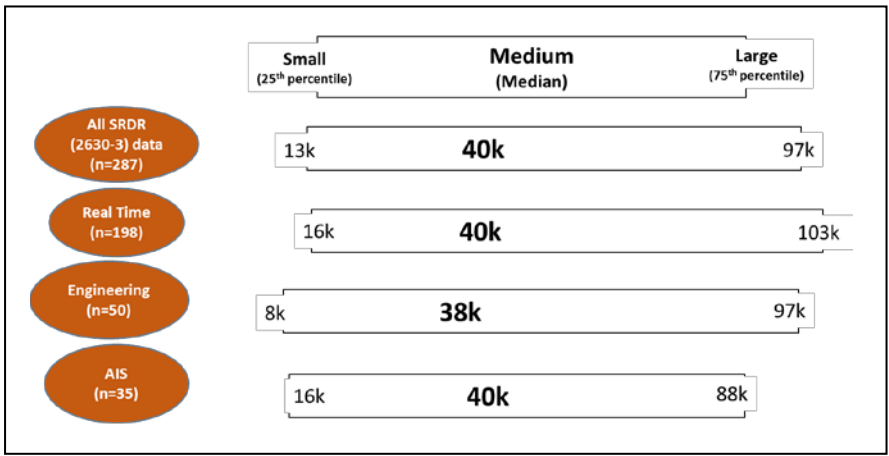 Small
(25th percentile)
Medium
(Median)
Large
(75th percentile)
All SRDR
(2630-3) data
(n=287)
13k
40k
97k
Real Time
(n=198)
16k
40k
103k
Engineering
(n=50)
8k
38k
97k
AIS
(n=35)
16k
40k
88k